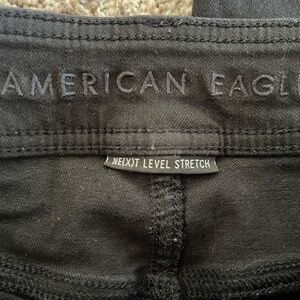 AMERICAN EAGL
NE(X)T LEVEL STRETCH